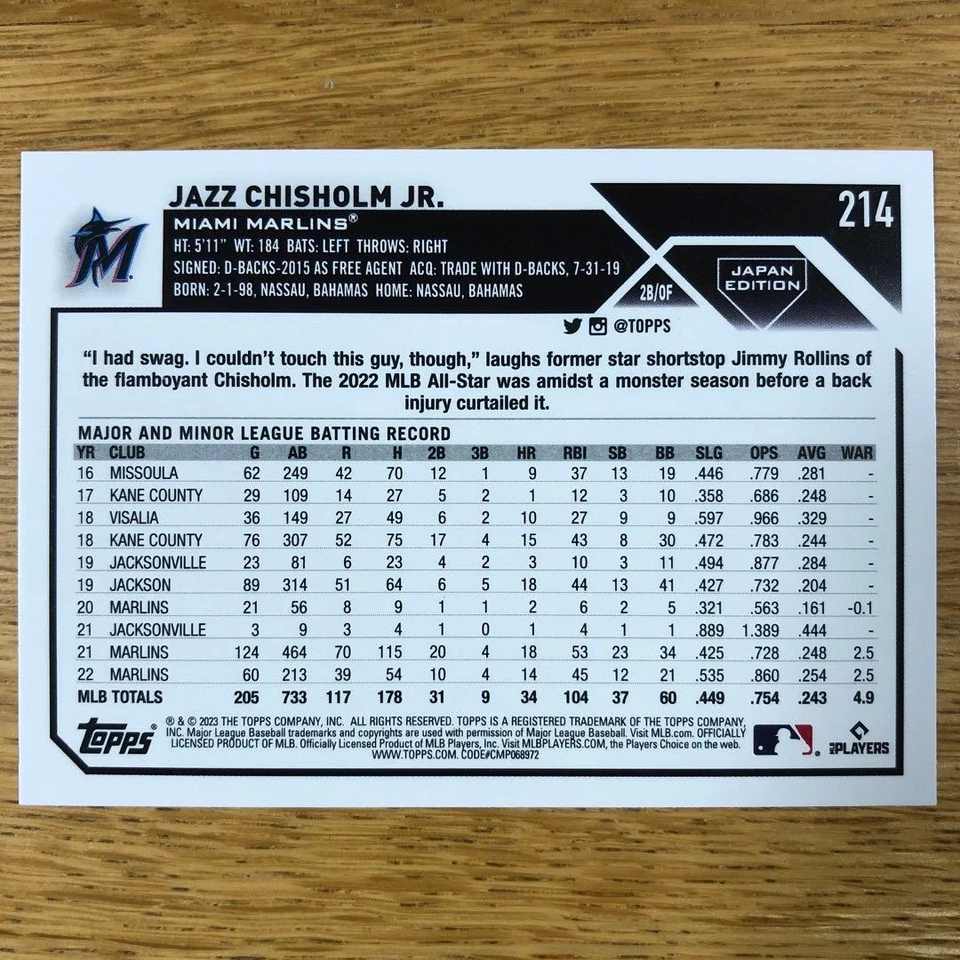 JAZZ CHISHOLM JR.
214
M
MIAMI MARLINS®
HT: 5'11" WT: 184 BATS: LEFT THROWS: RIGHT
SIGNED: D-BACKS-2015 AS FREE AGENT ACQ: TRADE WITH D-BACKS, 7-31-19
BORN: 2-1-98, NASSAU, BAHAMAS HOME: NASSAU, BAHAMAS
2B/OF
JAPAN
EDITION
@TOPPS
“I had swag. I couldn’t touch this guy, though,” laughs former star shortstop Jimmy Rollins of
the flamboyant Chisholm. The 2022 MLB All-Star was amidst a monster season before a back
injury curtailed it.
MAJOR AND MINOR LEAGUE BATTING RECORD
YR CLUB G AB R H 2B 3B HR RBI SB BB SLG OPS AVG WAR
16 MISSOULA 62 249 42 70 12 1 9 37 13 19 .446 .779 .281 -
17 KANE COUNTY 29 109 14 27 5 2 1 12 3 10 .358 .686 .248 -
18 VISALIA 36 149 27 49 6 2 10 27 9 9 .597 .966 .329 -
18 KANE COUNTY 76 307 52 75 17 4 15 43 8 30 .472 .783 .244 -
19 JACKSONVILLE 23 81 6 23 4 2 3 10 3 11 .494 .877 .284 -
19 JACKSON 89 314 51 64 6 5 18 44 13 41 .427 .732 .204 -
20 MARLINS 21 56 8 9 1 1 2 6 2 5 .321 .563 .161 -0.1
21 JACKSONVILLE 3 9 3 4 1 0 1 4 1 1 .889 1.389 .444 -
21 MARLINS 124 464 70 115 20 4 18 53 23 34 .425 .728 .248 2.5
22 MARLINS 60 213 39 54 10 4 14 45 12 21 .535 .860 .254 2.5
MLB TOTALS 205 733 117 178 31 9 34 104 37 60 .449 .754 .243 4.9
Topps®
® & © 2023 THE TOPPS COMPANY, INC. ALL RIGHTS RESERVED. TOPPS IS A REGISTERED TRADEMARK OF THE TOPPS COMPANY,
INC. Major League Baseball trademarks and copyrights are used with permission of Major League Baseball. Visit MLB.com. OFFICIALLY
LICENSED PRODUCT OF MLB. Officially Licensed Product of MLB Players, Inc. Visit MLBPLAYERS.COM, the Players Choice on the web.
WWW.TOPPS.COM. CODE#CMP068972
MLB PLAYERS